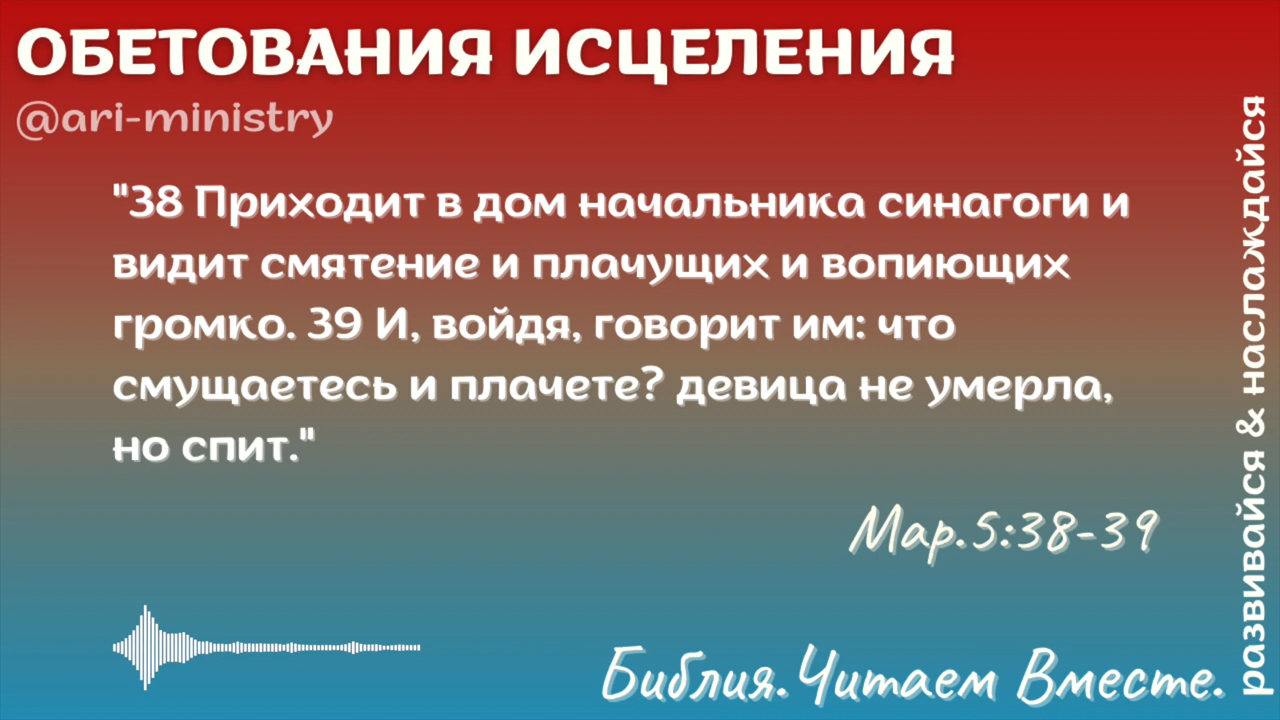 ОБЕТОВАНИЯ ИСЦЕЛЕНИЯ
@ari-ministry
"38 Приходит в дом начальника синагоги и
видит смятение и плачущих и вопиющих
громко. 39 И, войдя, говорит им: что
смущаетесь и плачете? девица не умерла,
но спит."
Мар.5:38-39
Библия.Читаем Вместе.
развивайся & наслаждайся